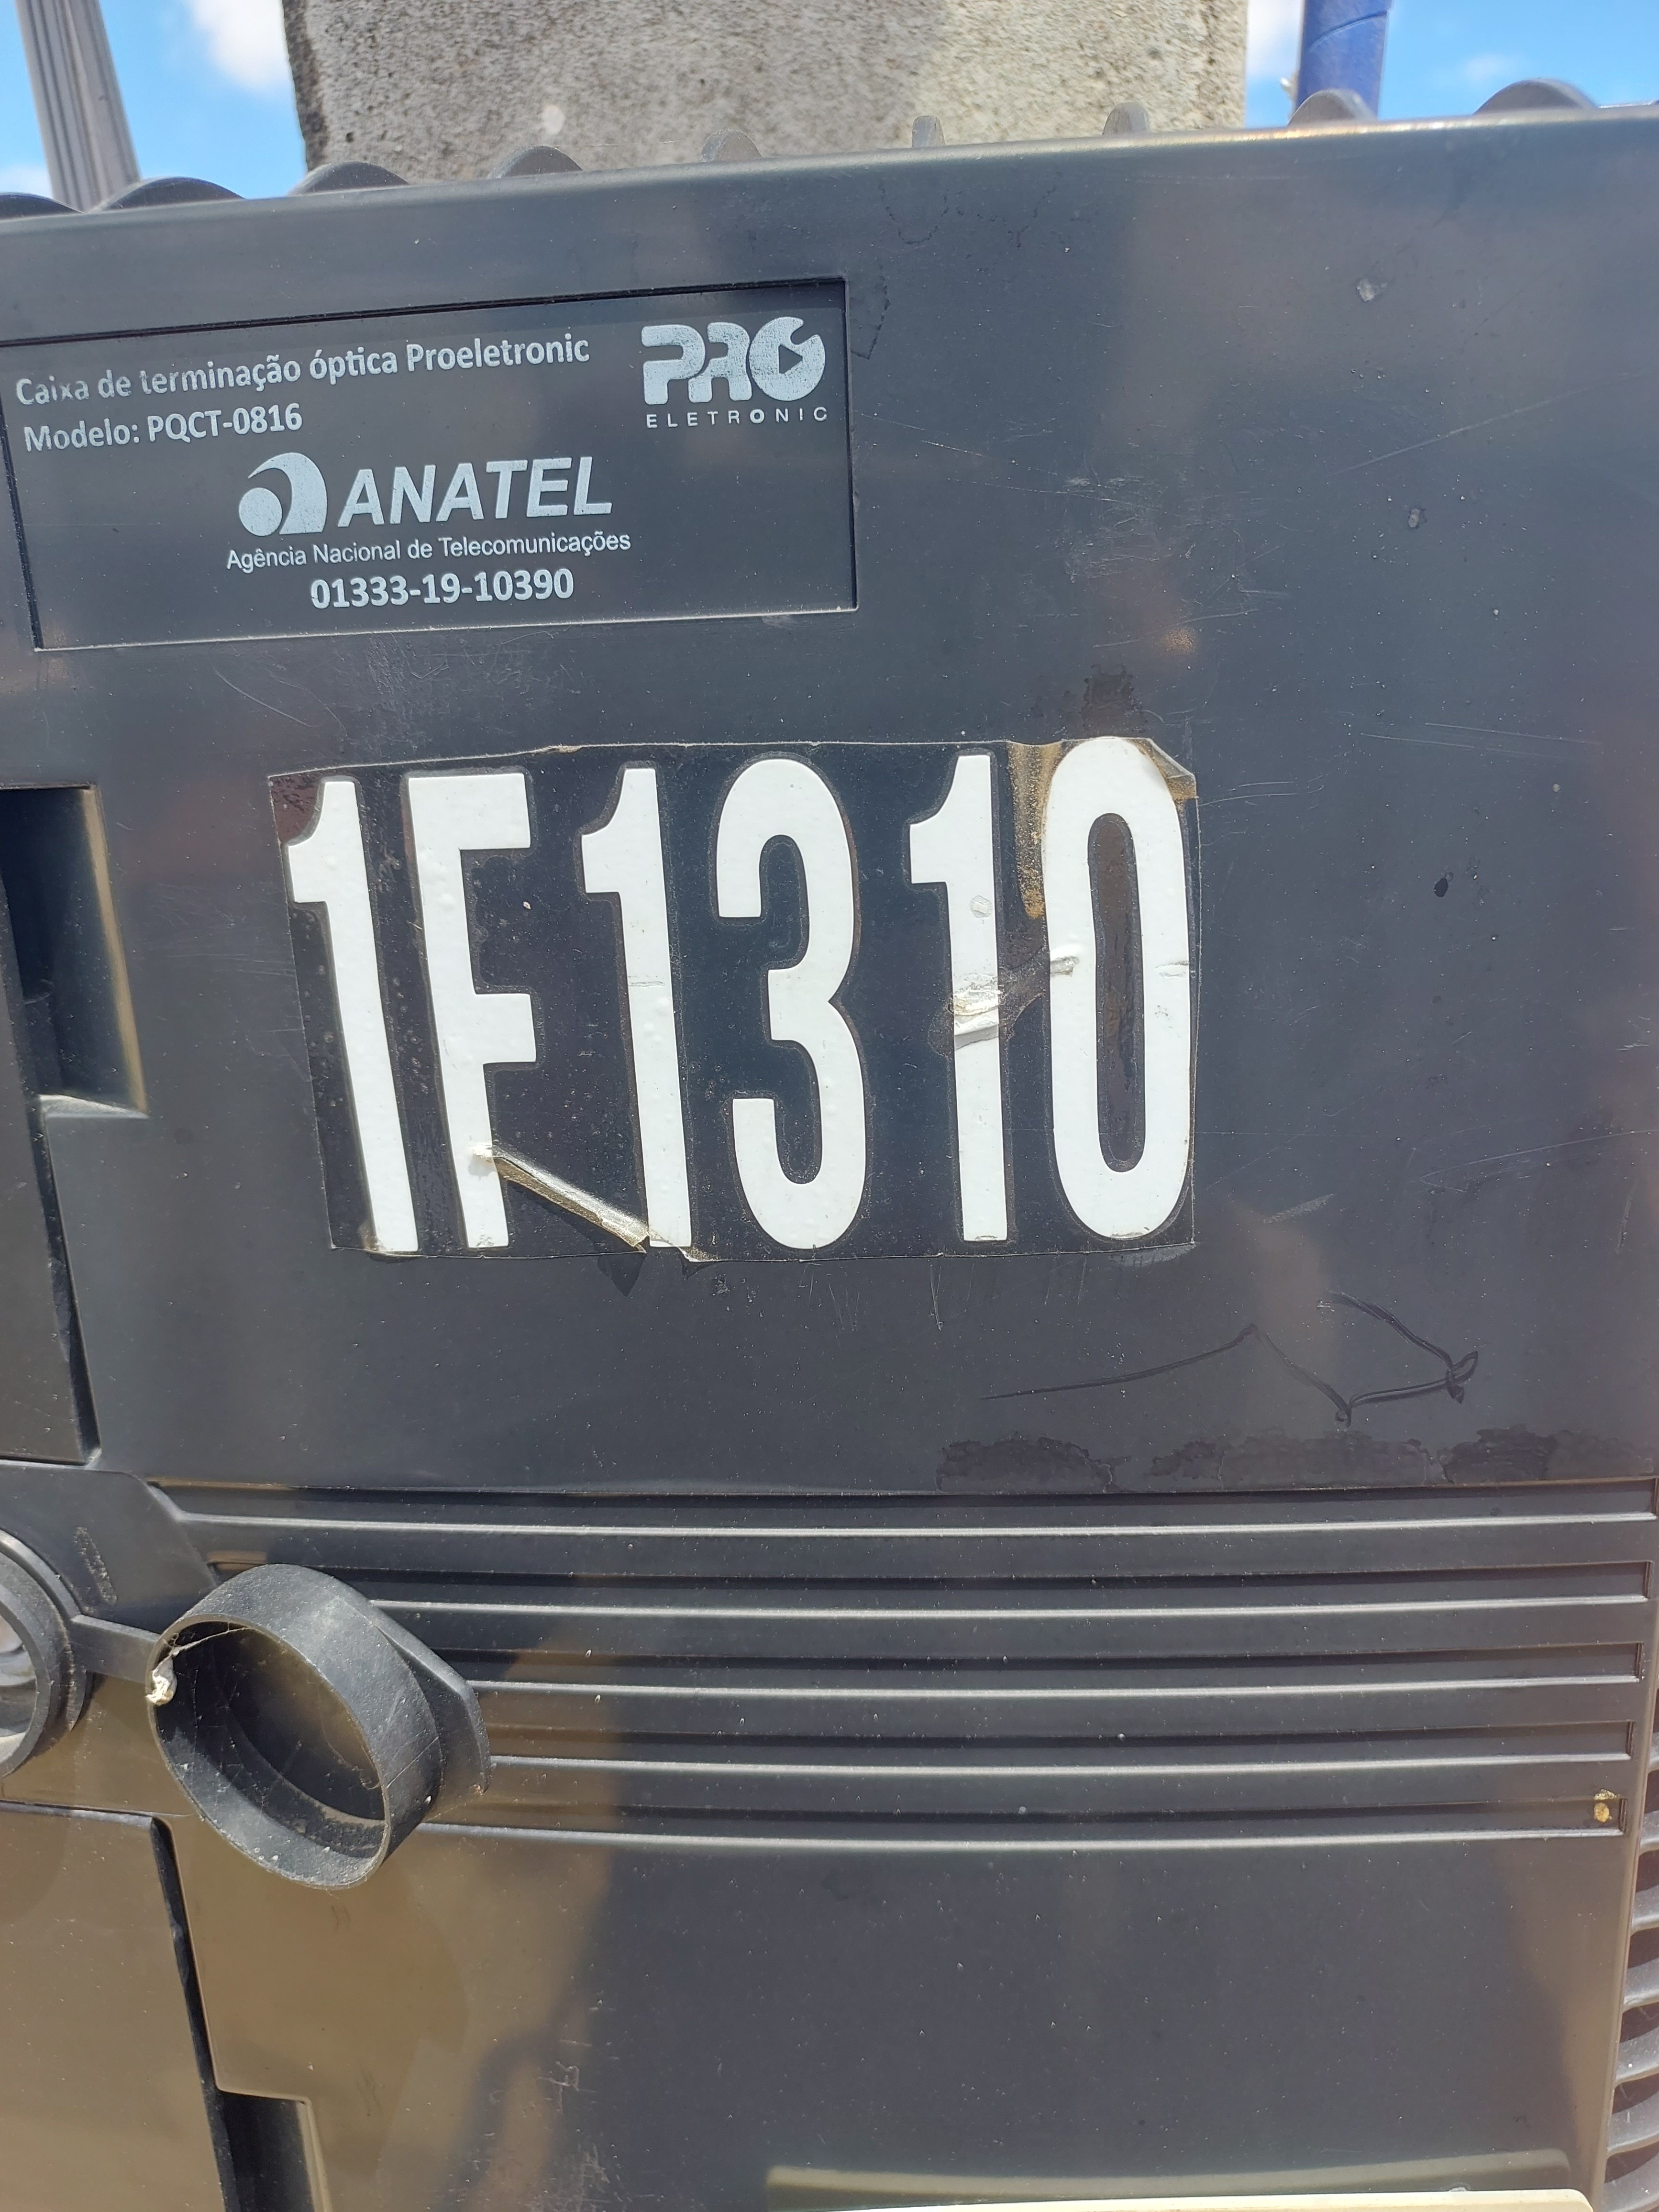 Caixa de terminação óptica Proeletronic
Modelo: PQCT-0816
PRO
ELETRONIC
ANATEL
Agência Nacional de Telecomunicações
01333-19-10390
1F1310